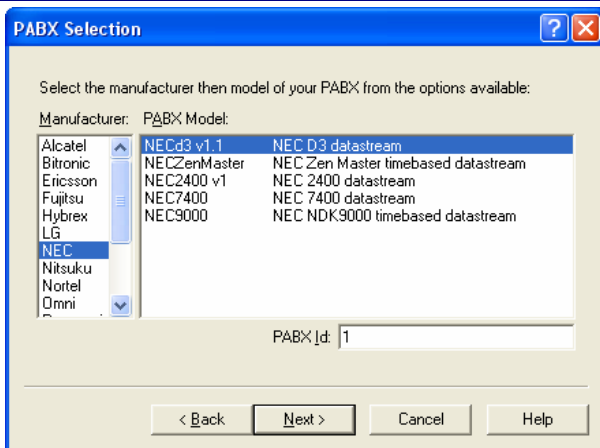 PABX Selection
Select the manufacturer then model of your PABX from the options available:
Manufacturer: PABX Model:
Alcatel
Bitronic
Ericsson
Fujitsu
Hybrex
LG
NEC
Nitsuku
Nortel
Omni
NECd3 v1.1 NEC D3 datastream
NECZenMaster NEC Zen Master timebased datastream
NEC2400 v1 NEC 2400 datastream
NEC7400 NEC 7400 datastream
NEC9000 NEC NDK9000 timebased datastream
PABX Id: 1
< Back Next > Cancel Help